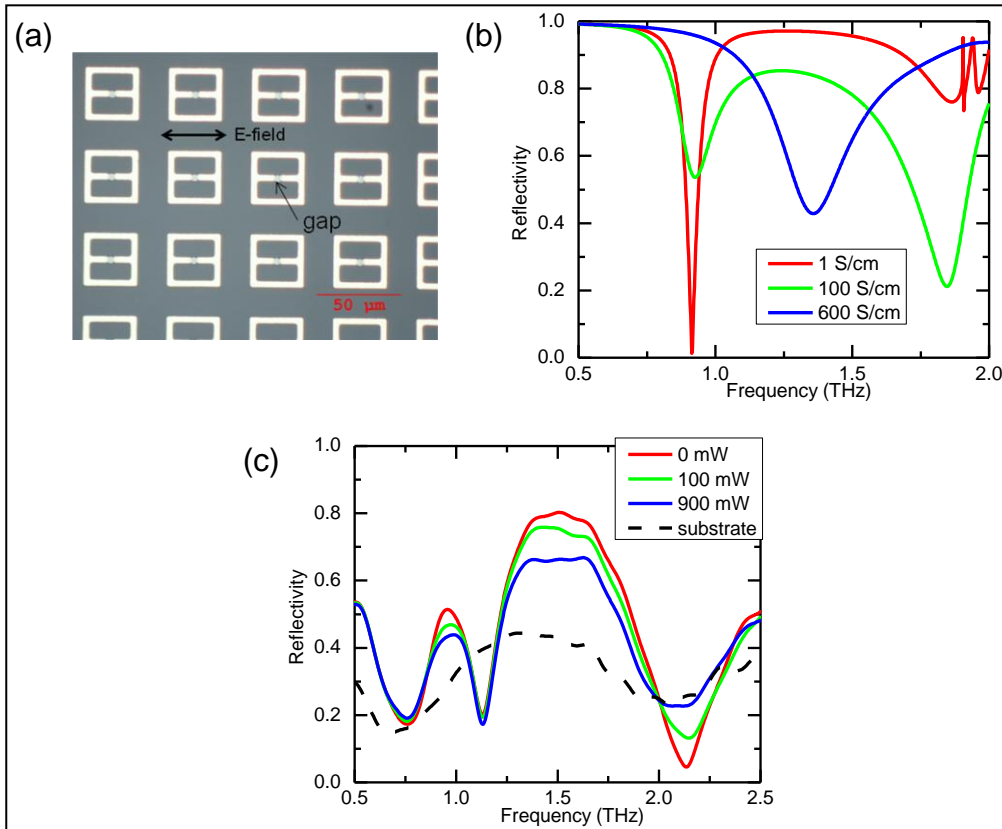 (a)
E-field
gap
50 µm
(b)
1.0
0.8
0.6
0.4
0.2
0.0
Reflectivity
1 S/cm
100 S/cm
600 S/cm
0.5 1.0 1.5 2.0
Frequency (THz)
(c)
1.0
0.8
0.6
0.4
0.2
0.0
Reflectivity
0 mW
100 mW
900 mW
substrate
0.5 1.0 1.5 2.0 2.5
Frequency (THz)